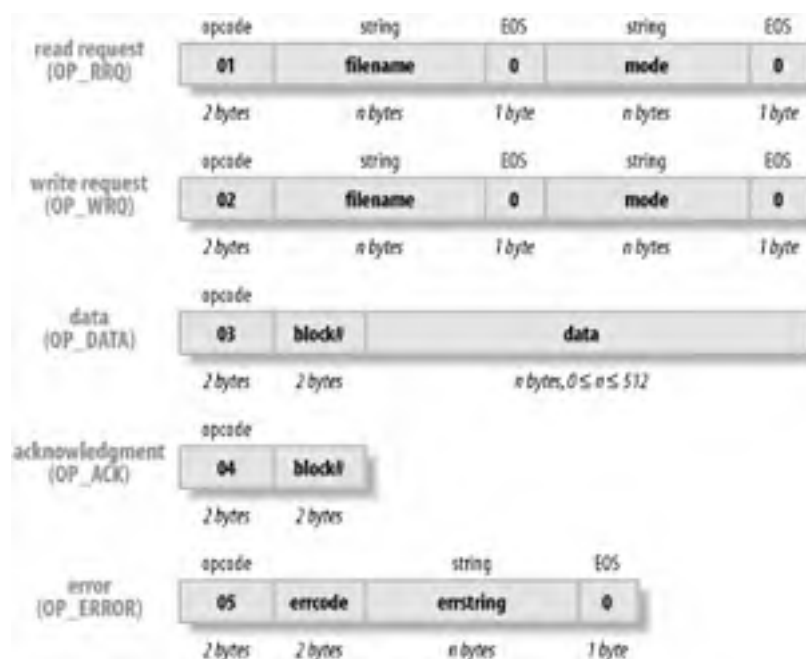 opcode string EOS string EOS
read request
(OP_RRQ)
01 filename 0 mode 0
2 bytes n bytes 1 byte n bytes 1 byte
opcode string EOS string EOS
write request
(OP_WRQ)
02 filename 0 mode 0
2 bytes n bytes 1 byte n bytes 1 byte
opcode
data
(OP_DATA)
03 block# data
2 bytes 2 bytes n bytes, 0 ≤ n ≤ 512
opcode
acknowledgment
(OP_ACK)
04 block#
2 bytes 2 bytes
opcode string EOS
error
(OP_ERROR)
05 errcode errstring 0
2 bytes 2 bytes n bytes 1 byte